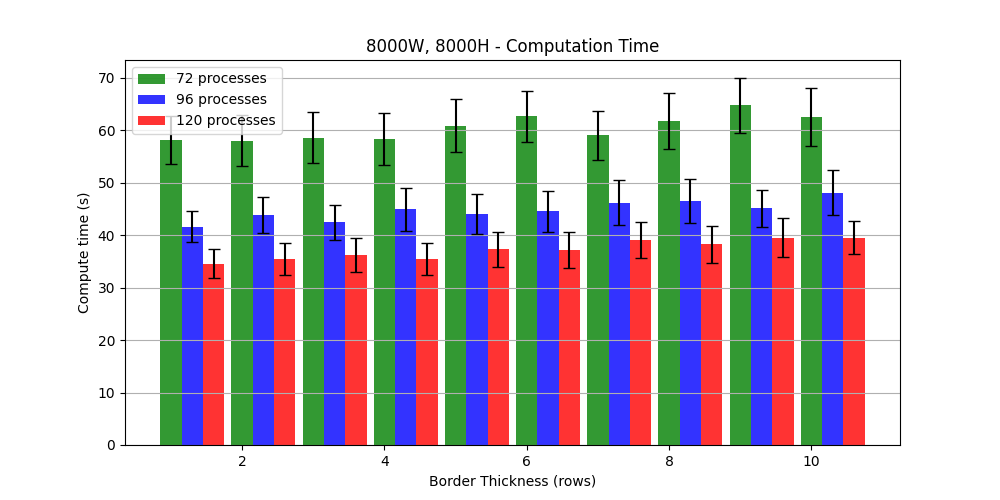 8000W, 8000H - Computation Time
72 processes
96 processes
120 processes
Compute time (s)
70
60
50
40
30
20
10
0
2 4 6 8 10
Border Thickness (rows)